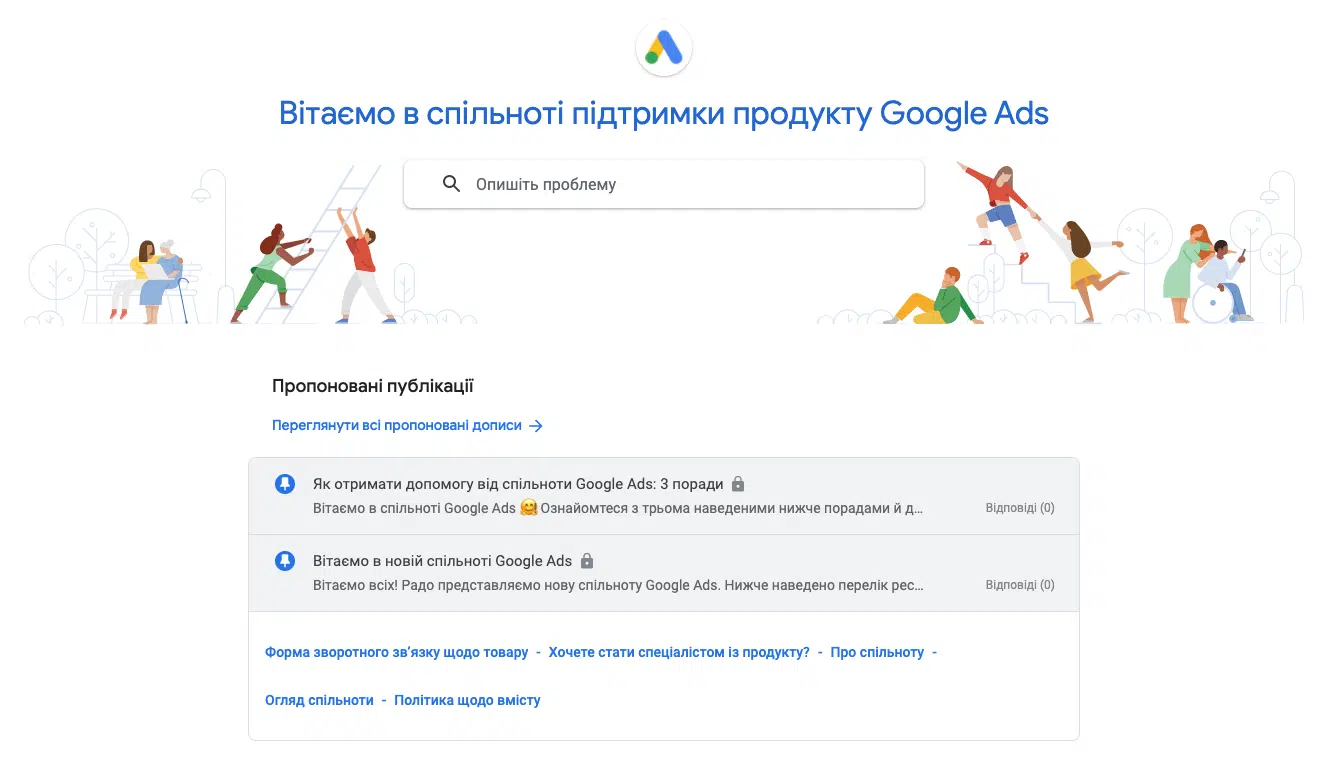 Вітаємо в спільноті підтримки продукту Google Ads
Опишіть проблему
Пропоновані публікації
Переглянути всі пропоновані дописи
Як отримати допомогу від спільноти Google Ads: 3 поради
Вітаємо в спільноті Google Ads 🤗 Ознайомтеся з трьома наведеними нижче порадами й д…
Відповіді (0)
Вітаємо в новій спільноті Google Ads
Вітаємо всіх! Радо представляємо нову спільноту Google Ads. Нижче наведено перелік рес…
Відповіді (0)
Форма зворотного зв’язку щодо товару - Хочете стати спеціалістом із продукту? - Про спільноту -
Огляд спільноти - Політика щодо вмісту